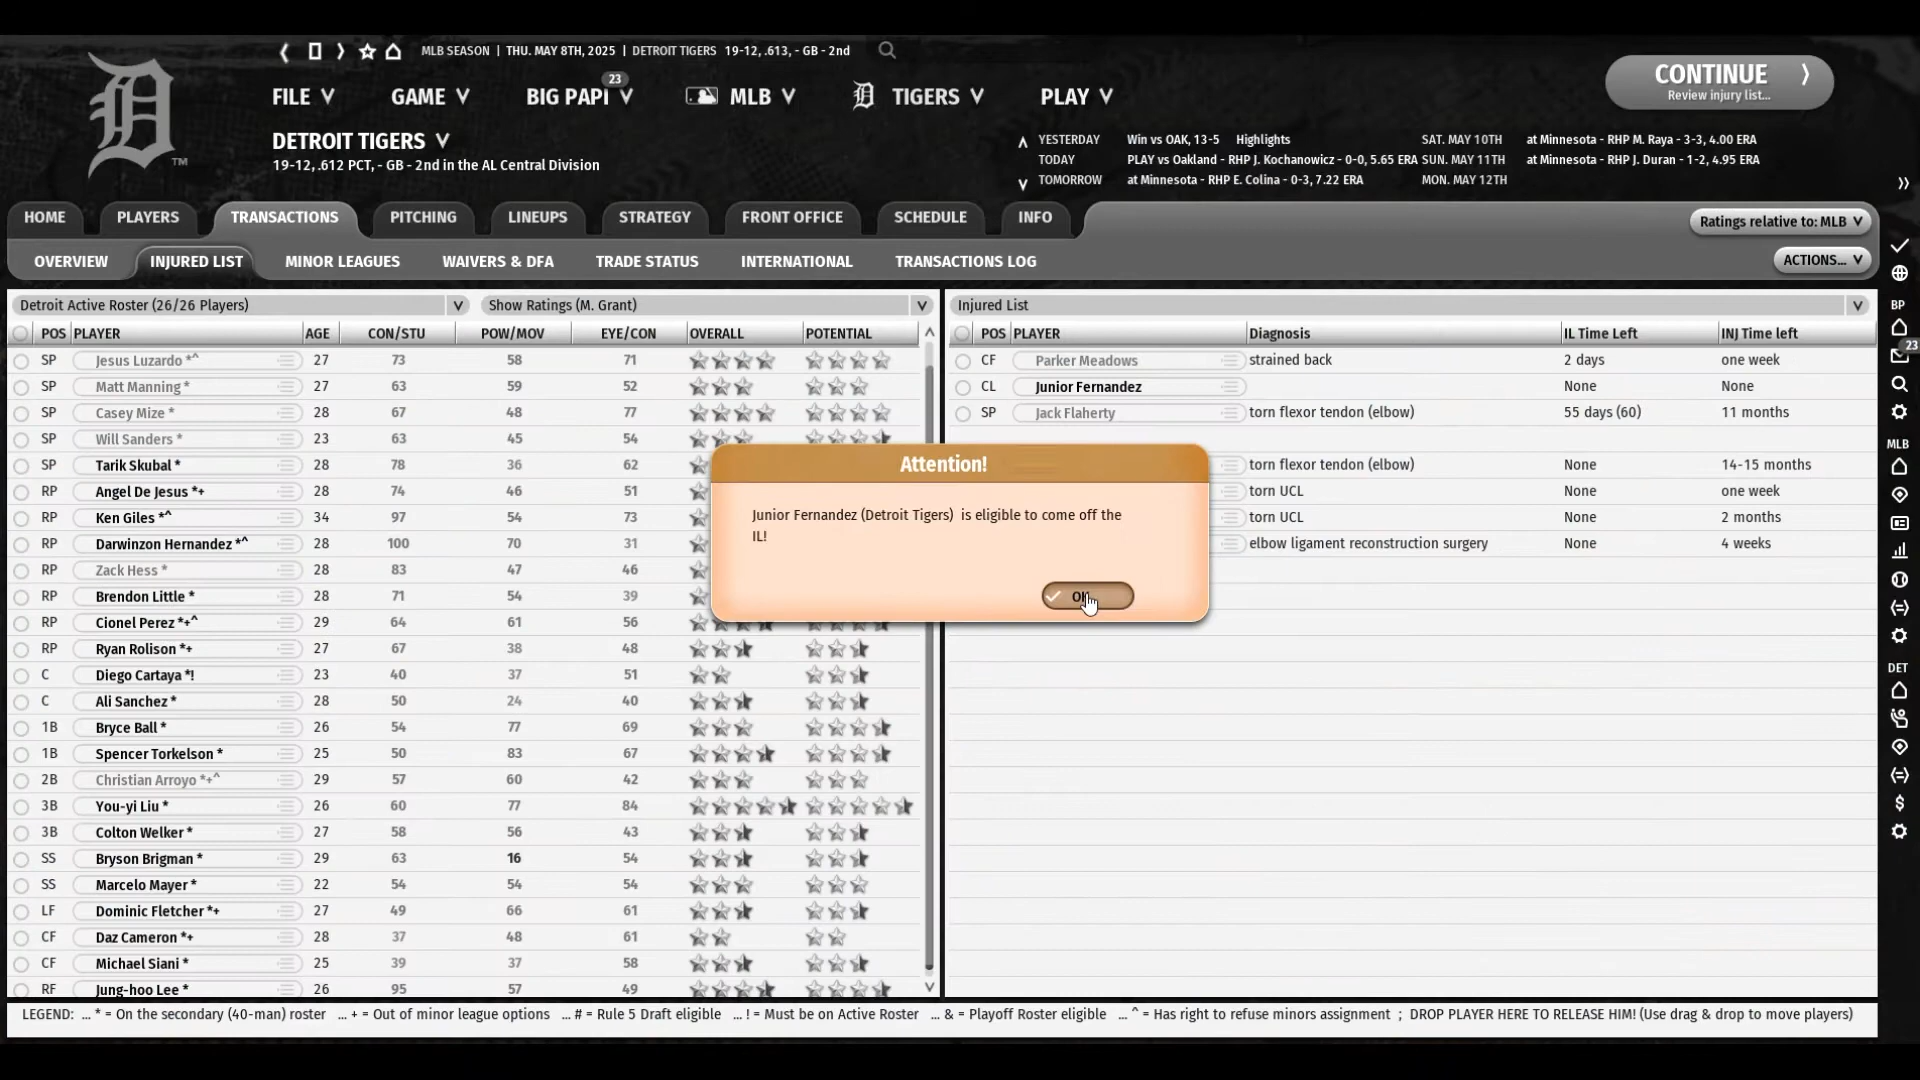 MLB SEASON | THU. MAY 8TH, 2025 | DETROIT TIGERS 19-12, .613, - GB - 2nd
FILE GAME BIG PAPI 23 MLB TIGERS PLAY
CONTINUE
Review injury list...
DETROIT TIGERS
19-12, .612 PCT, - GB - 2nd in the AL Central Division
YESTERDAY Win vs OAK, 13-5 Highlights SAT. MAY 10TH at Minnesota - RHP M. Raya - 3-3, 4.00 ERA
TODAY PLAY vs Oakland - RHP J. Kochanowicz - 0-0, 5.65 ERA SUN. MAY 11TH at Minnesota - RHP J. Duran - 1-2, 4.95 ERA
TOMORROW at Minnesota - RHP E. Colina - 0-3, 7.22 ERA MON. MAY 12TH
HOME PLAYERS TRANSACTIONS PITCHING LINEUPS STRATEGY FRONT OFFICE SCHEDULE INFO Ratings relative to: MLB
OVERVIEW INJURED LIST MINOR LEAGUES WAIVERS & DFA TRADE STATUS INTERNATIONAL TRANSACTIONS LOG ACTIONS...
Detroit Active Roster (26/26 Players) Show Ratings (M. Grant) Injured List
POS PLAYER AGE CON/STU POW/MOV EYE/CON OVERALL POTENTIAL POS PLAYER Diagnosis IL Time Left INJ Time left
SP Jesus Luzardo *^ 27 73 58 71 CF Parker Meadows strained back 2 days one week
SP Matt Manning * 27 63 59 52 CL Junior Fernandez None None
SP Casey Mize * 28 67 48 77 SP Jack Flaherty torn flexor tendon (elbow) 55 days (60) 11 months
SP Will Sanders * 23 63 45 54
SP Tarik Skubal * 28 78 36 62 torn flexor tendon (elbow) None 14-15 months
RP Angel De Jesus *+ 28 74 46 51 torn UCL None one week
RP Ken Giles *^ 34 97 54 73 torn UCL None 2 months
RP Darwinzon Hernandez *^ 28 100 70 31 elbow ligament reconstruction surgery None 4 weeks
RP Zack Hess * 28 83 47 46
RP Brendon Little * 28 71 54 39
RP Cionel Perez *+^ 29 64 61 56
RP Ryan Rolison *+ 27 67 38 48
C Diego Cartaya *! 23 40 37 51
C Ali Sanchez * 28 50 24 40
1B Bryce Ball * 26 54 77 69
1B Spencer Torkelson * 25 50 83 67
2B Christian Arroyo *+^ 29 57 60 42
3B You-yi Liu * 26 60 77 84
3B Colton Welker * 27 58 56 43
SS Bryson Brigman * 29 63 16 54
SS Marcelo Mayer * 22 54 54 54
LF Dominic Fletcher *+ 27 49 66 61
CF Daz Cameron *+ 28 37 48 61
CF Michael Siani * 25 39 37 58
RF Jung-hoo Lee * 26 95 57 49
Attention!
Junior Fernandez (Detroit Tigers) is eligible to come off the
IL!
OK
BP
23
MLB
DET
LEGEND: ... * = On the secondary (40-man) roster ... + = Out of minor league options ... # = Rule 5 Draft eligible ... ! = Must be on Active Roster ... & = Playoff Roster eligible ... ^ = Has right to refuse minors assignment ; DROP PLAYER HERE TO RELEASE HIM! (Use drag & drop to move players)